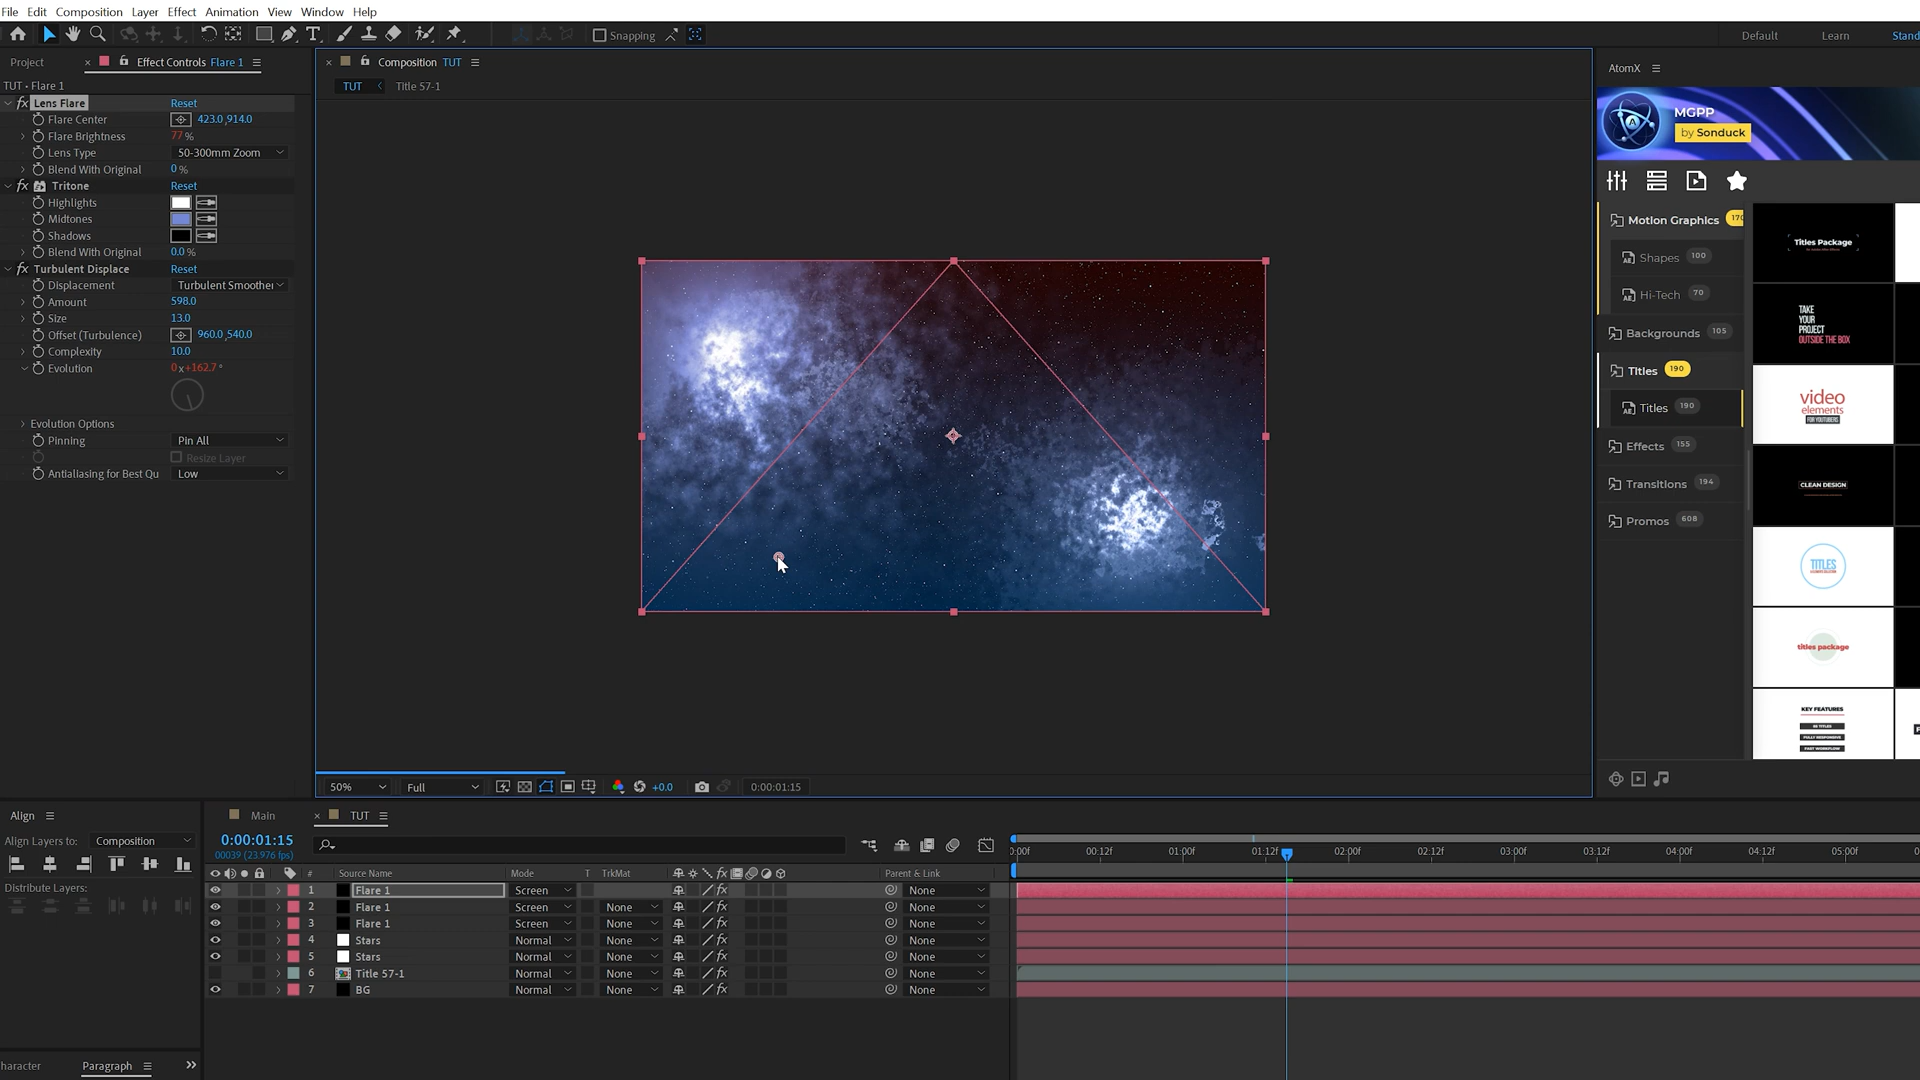 File Edit Composition Layer Effect Animation View Window Help
Snapping
Default Learn Stand
Project
Effect Controls Flare 1
TUT • Flare 1
fx Lens Flare Reset
Flare Center 423.0,914.0
Flare Brightness 77 %
Lens Type 50-300mm Zoom
Blend With Original 0 %
fx Tritone Reset
Highlights
Midtones
Shadows
Blend With Original 0.0 %
fx Turbulent Displace Reset
Displacement Turbulent Smoother
Amount 598.0
Size 13.0
Offset (Turbulence) 960.0,540.0
Complexity 10.0
Evolution 0 x +162.7 °
Evolution Options
Pinning Pin All
Resize Layer
Antialiasing for Best Qu Low
Composition TUT
TUT Title 57-1
50% Full +0.0 0:00:01:15
AtomX
MGPP
by Sonduck
Motion Graphics 170
Shapes 100
Hi-Tech 70
Backgrounds 105
Titles 190
Titles 190
Effects 155
Transitions 194
Promos 608
Titles Package
TAKE
YOUR
PROJECT
OUTSIDE THE BOX
video
elements
FOR YOUTUBERS
CLEAN DESIGN
TITLES
titles package
KEY FEATURES
FULLY RESPONSIVE
FAST WORKFLOW
Align
Align Layers to: Composition
Distribute Layers:
haracter Paragraph
Main TUT
0:00:01:15
00039 (23.976 fps)
# Source Name Mode T TrkMat Parent & Link
1 Flare 1 Screen None
2 Flare 1 Screen None None
3 Flare 1 Screen None None
4 Stars Normal None None
5 Stars Normal None None
6 Title 57-1 Normal None None
7 BG Normal None None
0:00f 00:12f 01:00f 01:12f 02:00f 02:12f 03:00f 03:12f 04:00f 04:12f 05:00f